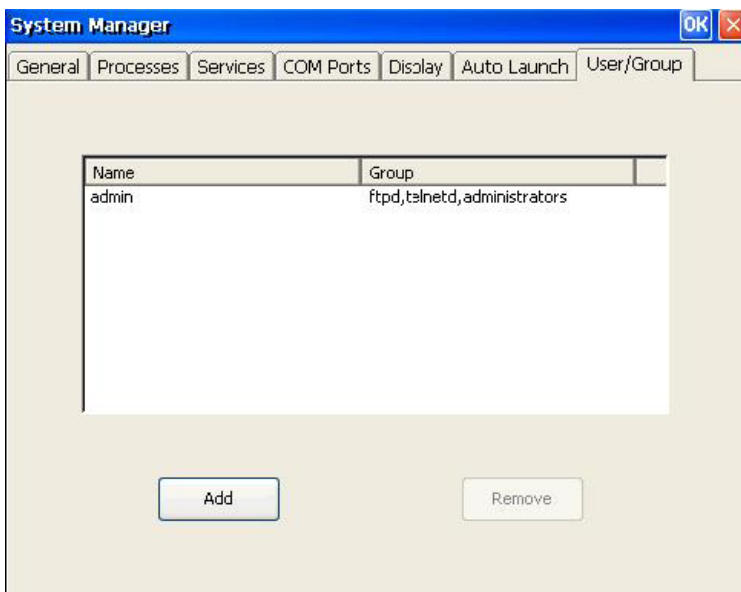 System Manager OK
General Processes Services COM Ports Display Auto Launch User/Group
Name Group
admin ftpd,telnetd,administrators
Add Remove